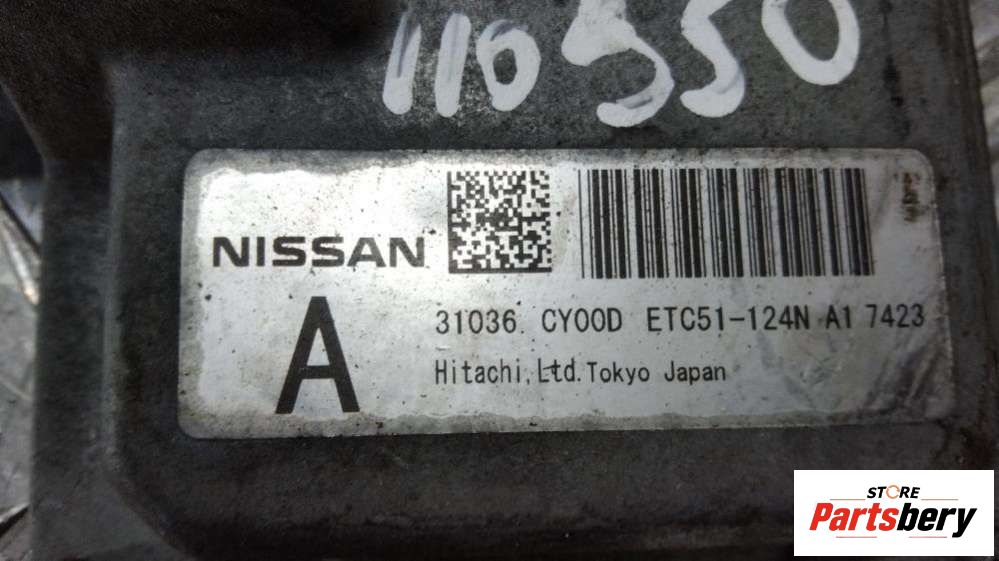 110550
NISSAN
A
31036 CY00D ETC51-124N A1 7423
Hitachi, Ltd. Tokyo Japan
STORE
Partsbery